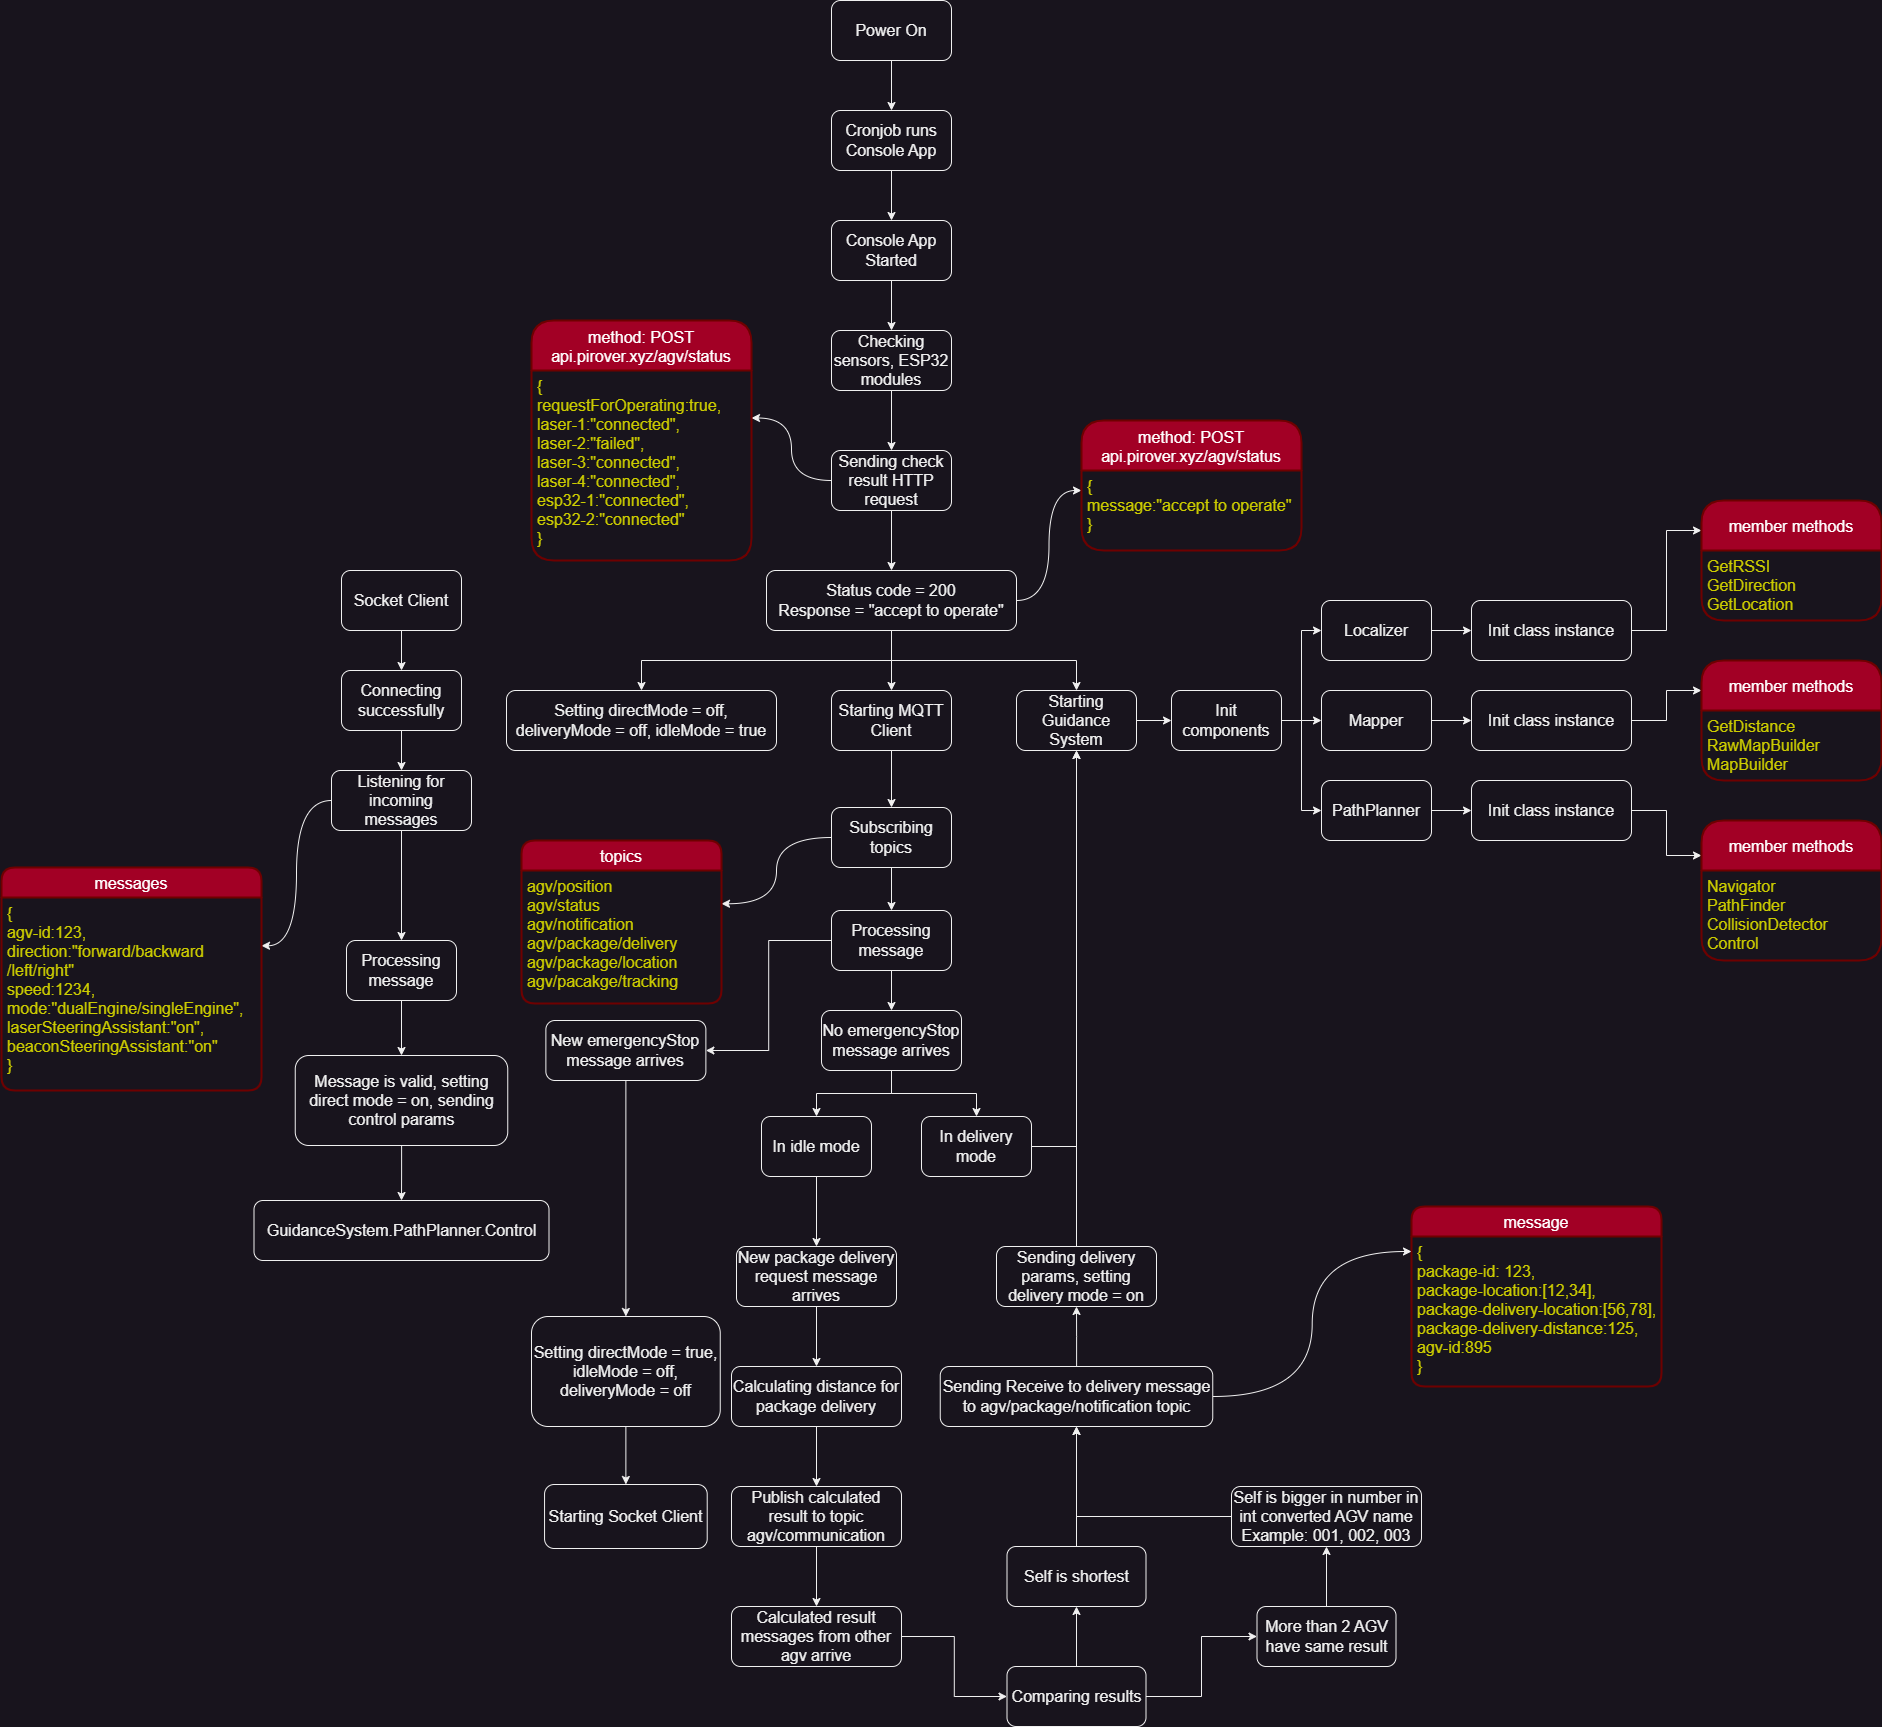 Power On
Cronjob runs
Console App
Console App
Started
Checking
sensors, ESP32
modules
method: POST
api.pirover.xyz/agv/status
{
requestForOperating:true,
laser-1:"connected",
laser-2:"failed",
laser-3:"connected",
laser-4:"connected",
esp32-1:"connected",
esp32-2:"connected"
}
Sending check
result HTTP
request
method: POST
api.pirover.xyz/agv/status
{
message:"accept to operate"
}
Status code = 200
Response = "accept to operate"
Setting directMode = off,
deliveryMode = off, idleMode = true
Starting MQTT
Client
Starting
Guidance
System
Init
components
Localizer
Init class instance
member methods
GetRSSI
GetDirection
GetLocation
Mapper
Init class instance
member methods
GetDistance
RawMapBuilder
MapBuilder
PathPlanner
Init class instance
member methods
Navigator
PathFinder
CollisionDetector
Control
Socket Client
Connecting
successfully
Listening for
incoming
messages
messages
{
agv-id:123,
direction:"forward/backward
/left/right"
speed:1234,
mode:"dualEngine/singleEngine",
laserSteeringAssistant:"on",
beaconSteeringAssistant:"on"
}
Processing
message
Message is valid, setting
direct mode = on, sending
control params
GuidanceSystem.PathPlanner.Control
Subscribing
topics
topics
agv/position
agv/status
agv/notification
agv/package/delivery
agv/package/location
agv/pacakge/tracking
Processing
message
New emergencyStop
message arrives
No emergencyStop
message arrives
In idle mode
In delivery
mode
New package delivery
request message
arrives
Sending delivery
params, setting
delivery mode = on
message
{
package-id: 123,
package-location:[12,34],
package-delivery-location:[56,78],
package-delivery-distance:125,
agv-id:895
}
Setting directMode = true,
idleMode = off,
deliveryMode = off
Calculating distance for
package delivery
Sending Receive to delivery message
to agv/package/notification topic
Starting Socket Client
Publish calculated
result to topic
agv/communication
Self is bigger in number in
int converted AGV name
Example: 001, 002, 003
Self is shortest
Calculated result
messages from other
agv arrive
More than 2 AGV
have same result
Comparing results